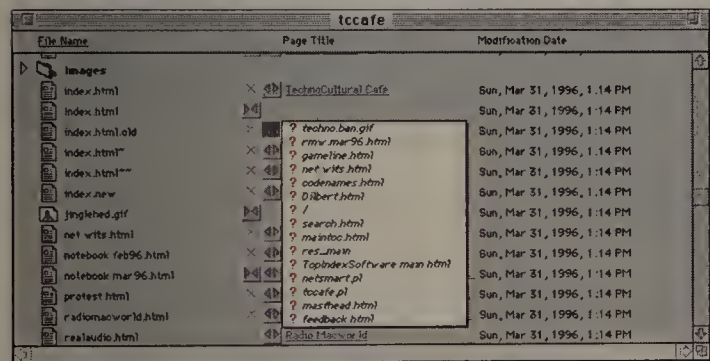 tccafe
File Name Page Title Modification Date
Images
index.html TechnoCultural Cafe Sun, Mar 31, 1996, 1:14 PM
index.html Sun, Mar 31, 1996, 1:14 PM
index.html.old Sun, Mar 31, 1996, 1:14 PM
index.html~ Sun, Mar 31, 1996, 1:14 PM
index.html~~ Sun, Mar 31, 1996, 1:14 PM
index.new Sun, Mar 31, 1996, 1:14 PM
jinglehed.gif Sun, Mar 31, 1996, 1:14 PM
net wits.html Sun, Mar 31, 1996, 1:14 PM
notebook feb96.html Sun, Mar 31, 1996, 1:14 PM
notebook mar96.html Sun, Mar 31, 1996, 1:14 PM
protest.html Sun, Mar 31, 1996, 1:14 PM
radiomacworld.html Sun, Mar 31, 1996, 1:14 PM
realaudio.html Radio Macworld Sun, Mar 31, 1996, 1:14 PM
? techno.ban.gif
? rmw.mar96.html
? gameline.html
? net wits.html
? codenames.html
? Dilbert.html
? /
? search.html
? maintoc.html
? res_main
? TopIndexSoftware main.html
? netsmart.pl
? tccafe.pl
? masthead.html
? feedback.html